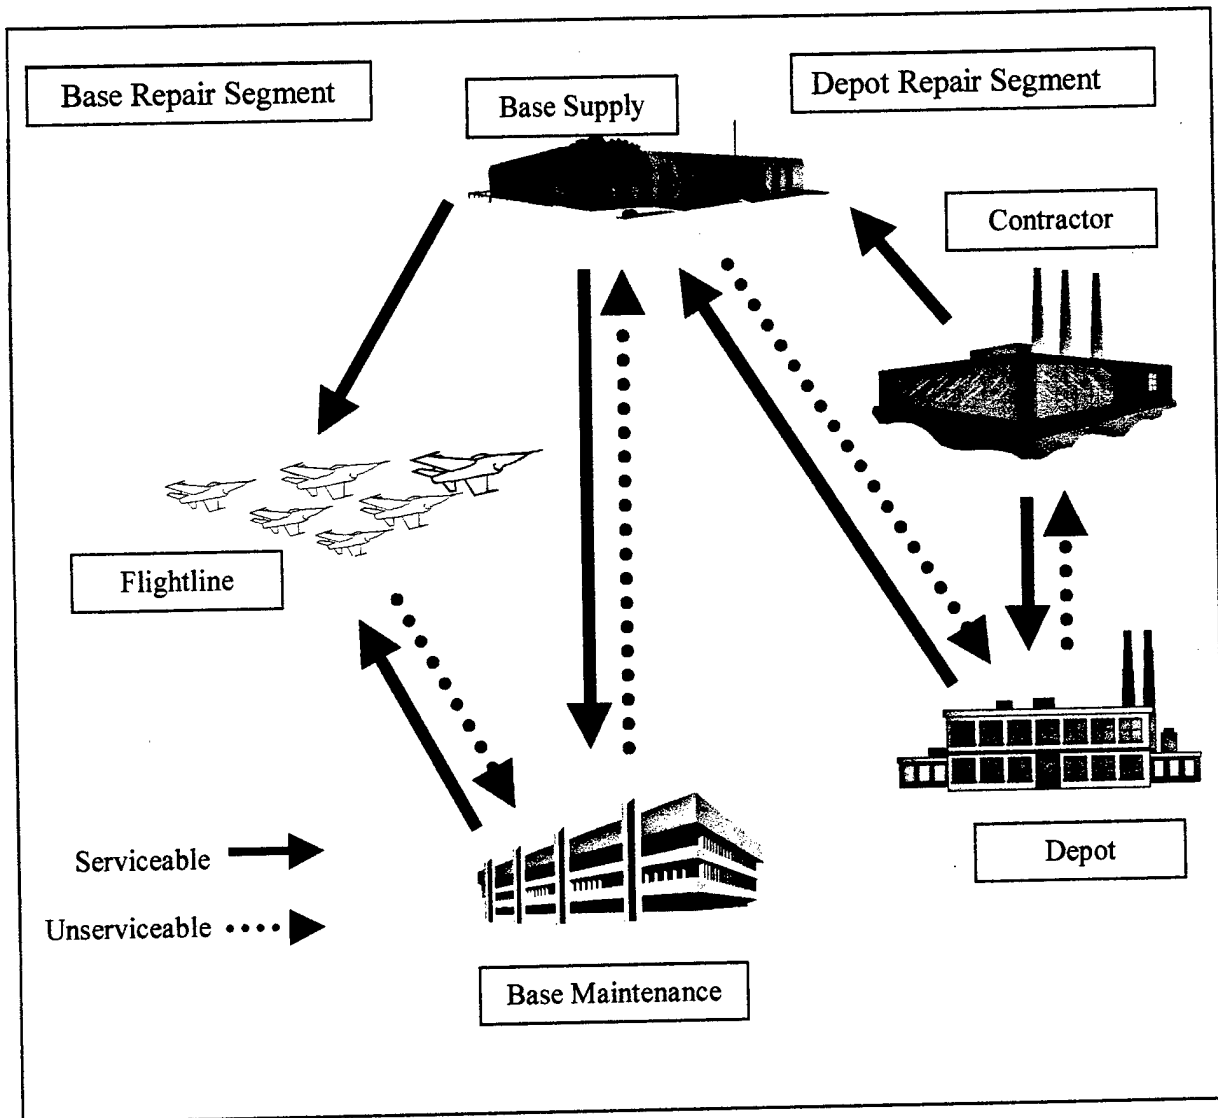 Base Repair Segment
Base Supply
Depot Repair Segment
Contractor
Flightline
Serviceable
Unserviceable
Depot
Base Maintenance